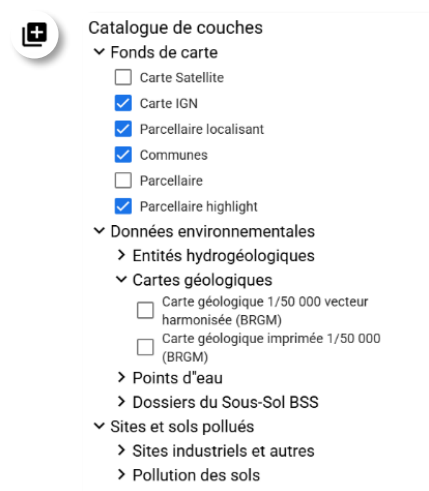 Catalogue de couches
Fonds de carte
Carte Satellite
Carte IGN
Parcellaire localisant
Communes
Parcellaire
Parcellaire highlight
Données environnementales
Entités hydrogéologiques
Cartes géologiques
Carte géologique 1/50 000 vecteur
harmonisée (BRGM)
Carte géologique imprimée 1/50 000
(BRGM)
Points d"eau
Dossiers du Sous-Sol BSS
Sites et sols pollués
Sites industriels et autres
Pollution des sols